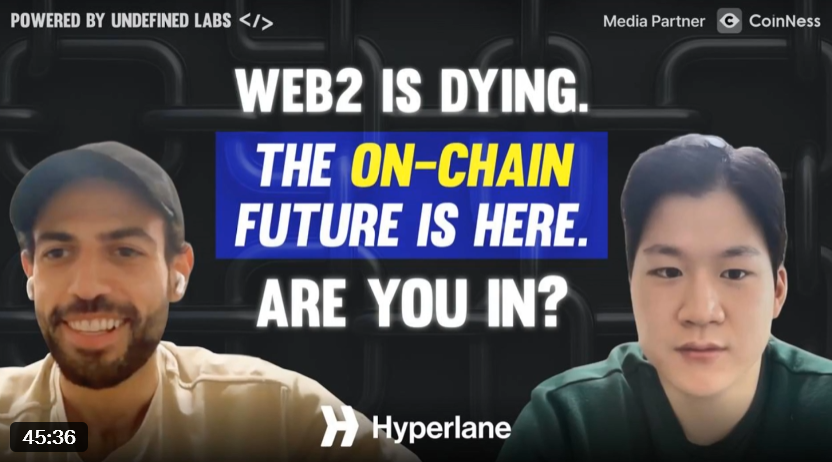 POWERED BY UNDEFINED LABS </>
Media Partner CoinNess
WEB2 IS DYING.
THE ON-CHAIN
FUTURE IS HERE.
ARE YOU IN?
Hyperlane
45:36